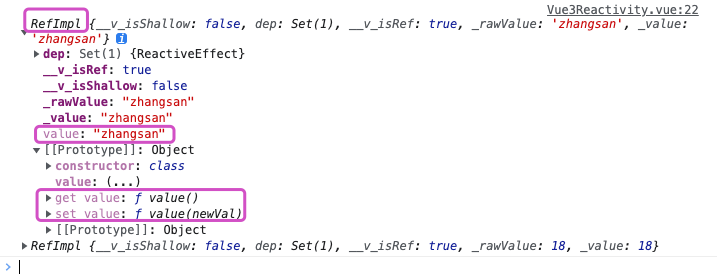 Vue3Reactivity.vue:22
RefImpl {__v_isShallow: false, dep: Set(1), __v_isRef: true, _rawValue: 'zhangsan', _value:
'zhangsan'} i
dep: Set(1) {ReactiveEffect}
__v_isRef: true
__v_isShallow: false
_rawValue: "zhangsan"
_value: "zhangsan"
value: "zhangsan"
[[Prototype]]: Object
constructor: class
value: (...)
get value: ƒ value()
set value: ƒ value(newVal)
[[Prototype]]: Object
RefImpl {__v_isShallow: false, dep: Set(1), __v_isRef: true, _rawValue: 18, _value: 18}